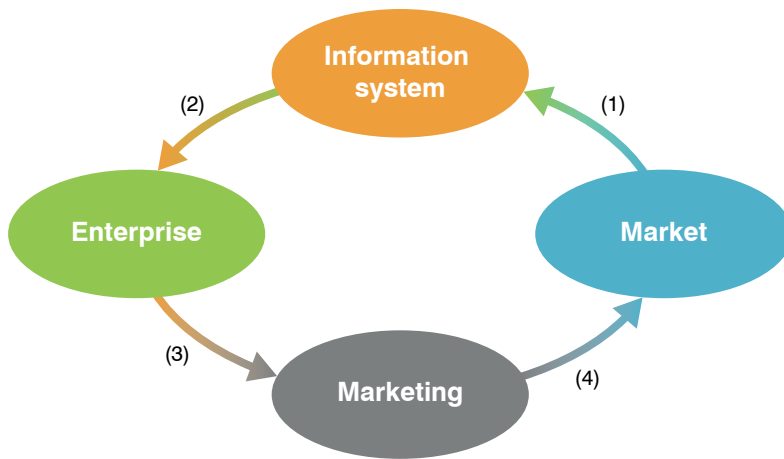 Information
system
(2)
(1)
Enterprise
Market
(3)
(4)
Marketing